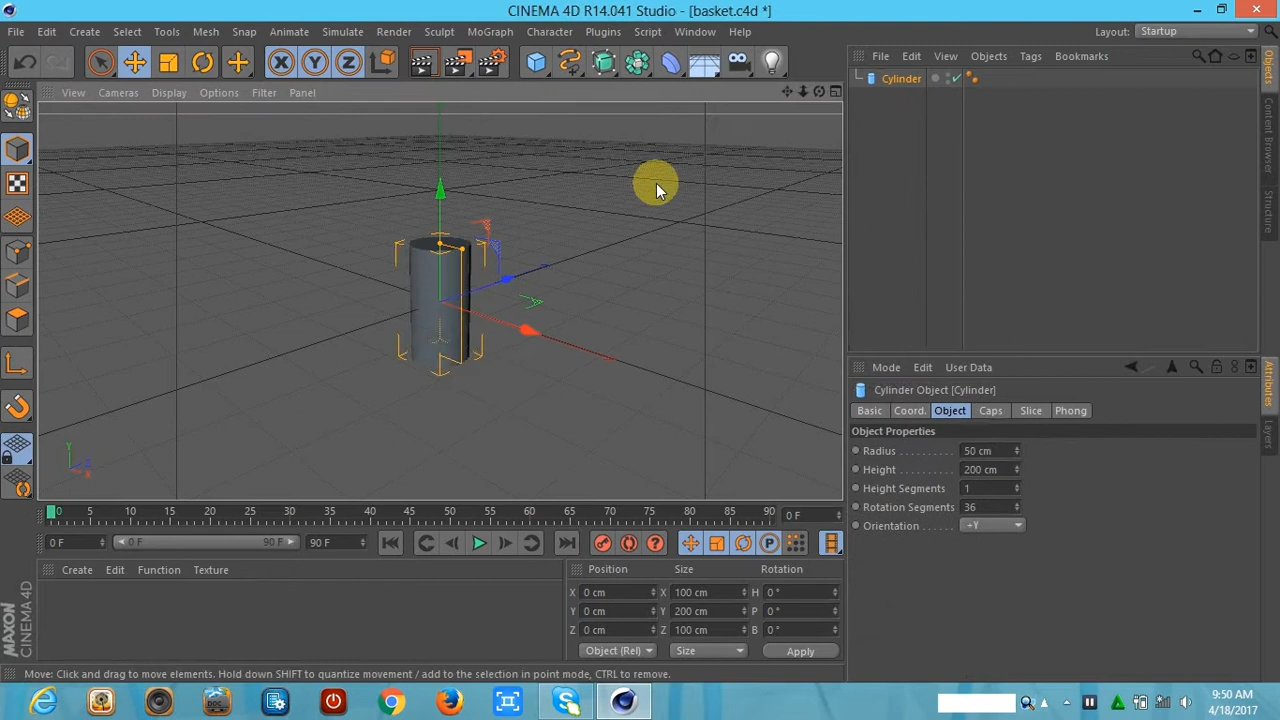 CINEMA 4D R14.041 Studio - [basket.c4d *]
File Edit Create Select Tools Mesh Snap Animate Simulate Render Sculpt MoGraph Character Plugins Script Window Help Layout: Startup
File Edit View Objects Tags Bookmarks
Cylinder
View Cameras Display Options Filter Panel
X Y Z
Objects
Content Browser
Structure
Mode Edit User Data
Cylinder Object [Cylinder]
Basic Coord. Object Caps Slice Phong
Object Properties
Radius 50 cm
Height 200 cm
Height Segments 1
Rotation Segments 36
Orientation +Y
Attributes
Layers
Y
Z
X
0 5 10 15 20 25 30 35 40 45 50 55 60 65 70 75 80 85 90 0 F
0 F 0 F 90 F 90 F
P
Create Edit Function Texture
Position Size Rotation
X 0 cm X 100 cm H 0 °
Y 0 cm Y 200 cm P 0 °
Z 0 cm Z 100 cm B 0 °
Object (Rel) Size Apply
MAXON CINEMA 4D
Move: Click and drag to move elements. Hold down SHIFT to quantize movement / add to the selection in point mode, CTRL to remove.
9:50 AM
4/18/2017